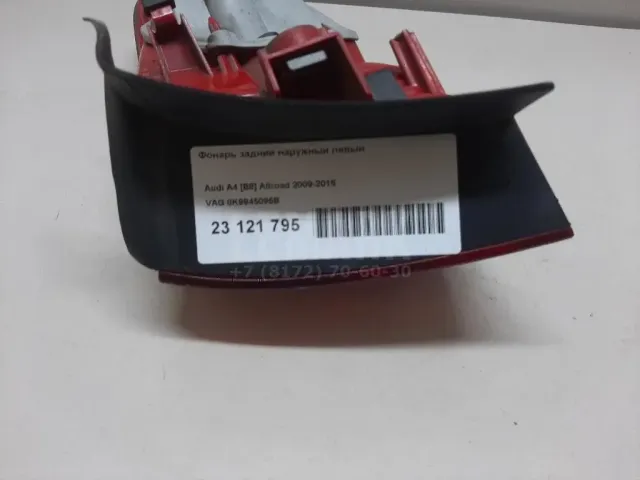 Фонарь задний наружный левый
Audi A4 [B8] Allroad 2009-2016
VAG 8K9945095B
23 121 795
+7 (8172) 70-60-30